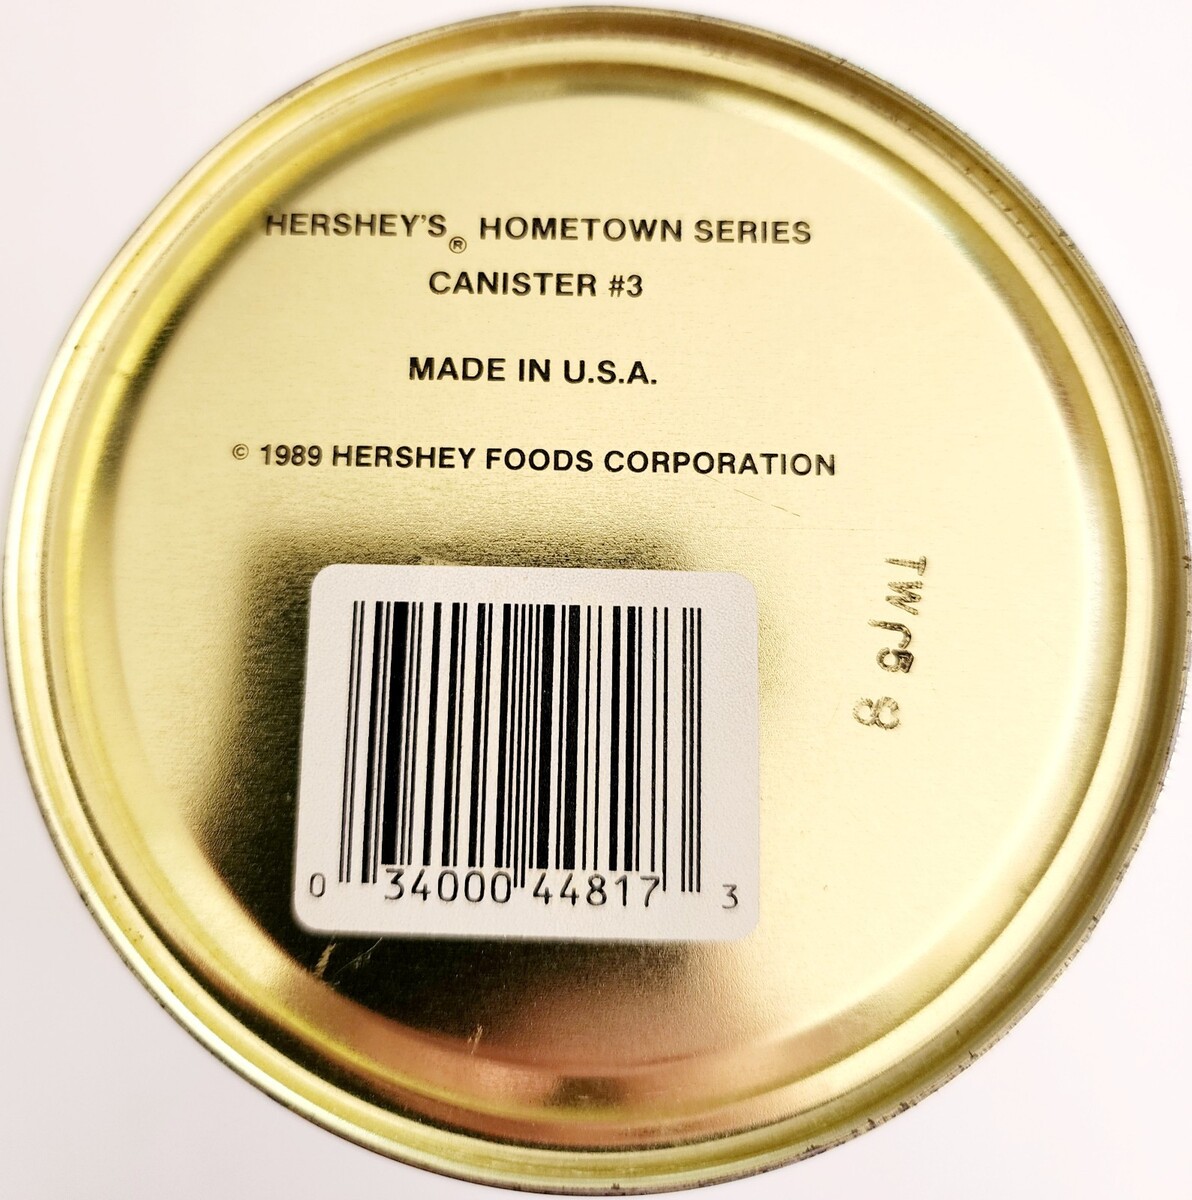 HERSHEY'S® HOMETOWN SERIES
CANISTER #3
MADE IN U.S.A.
© 1989 HERSHEY FOODS CORPORATION
0 34000 44817 3